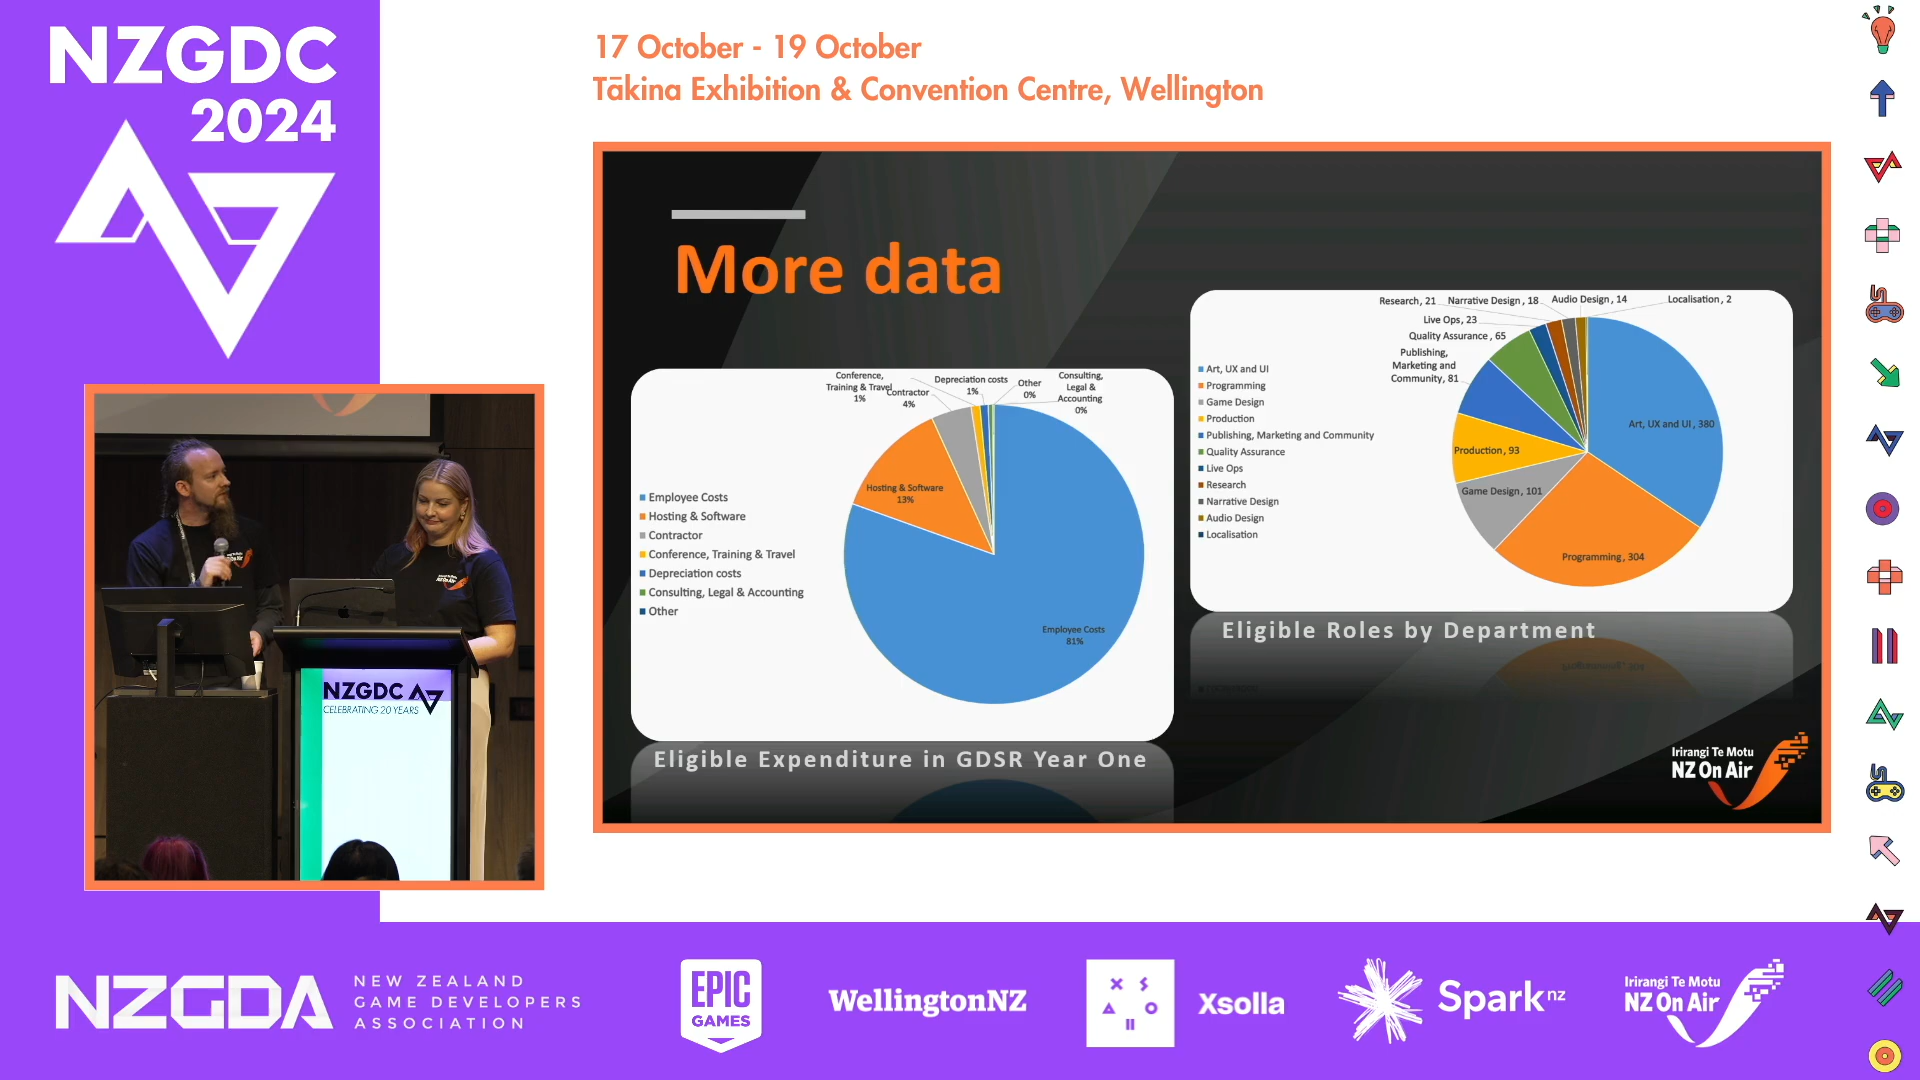 NZGDC
2024
17 October - 19 October
Tākina Exhibition & Convention Centre, Wellington
More data
Conference,
Training & Travel
1%
Contractor
4%
Depreciation costs
1%
Other
0%
Consulting,
Legal &
Accounting
0%
Hosting & Software
13%
Employee Costs
81%
Employee Costs
Hosting & Software
Contractor
Conference, Training & Travel
Depreciation costs
Consulting, Legal & Accounting
Other
Eligible Expenditure in GDSR Year One
Research, 21
Narrative Design, 18
Audio Design, 14
Localisation, 2
Live Ops, 23
Quality Assurance, 65
Publishing,
Marketing and
Community, 81
Art, UX and UI, 380
Production, 93
Game Design, 101
Programming, 304
Art, UX and UI
Programming
Game Design
Production
Publishing, Marketing and Community
Quality Assurance
Live Ops
Research
Narrative Design
Audio Design
Localisation
Eligible Roles by Department
Irirangi Te Motu
NZ On Air
NZGDC
CELEBRATING 20 YEARS
NZGDA
NEW ZEALAND
GAME DEVELOPERS
ASSOCIATION
EPIC
GAMES
WellingtonNZ
Xsolla
Spark nz
Irirangi Te Motu
NZ On Air